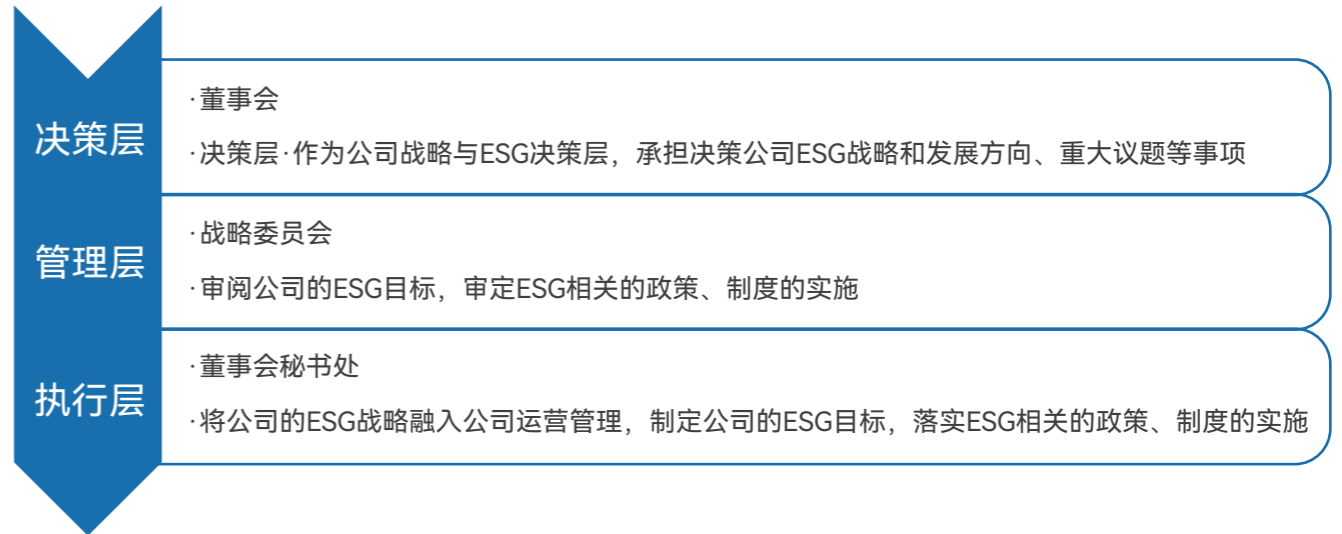 决策层
·董事会
·决策层·作为公司战略与ESG决策层，承担决策公司ESG战略和发展方向、重大议题等事项
管理层
·战略委员会
·审阅公司的ESG目标，审定ESG相关的政策、制度的实施
执行层
·董事会秘书处
·将公司的ESG战略融入公司运营管理，制定公司的ESG目标，落实ESG相关的政策、制度的实施